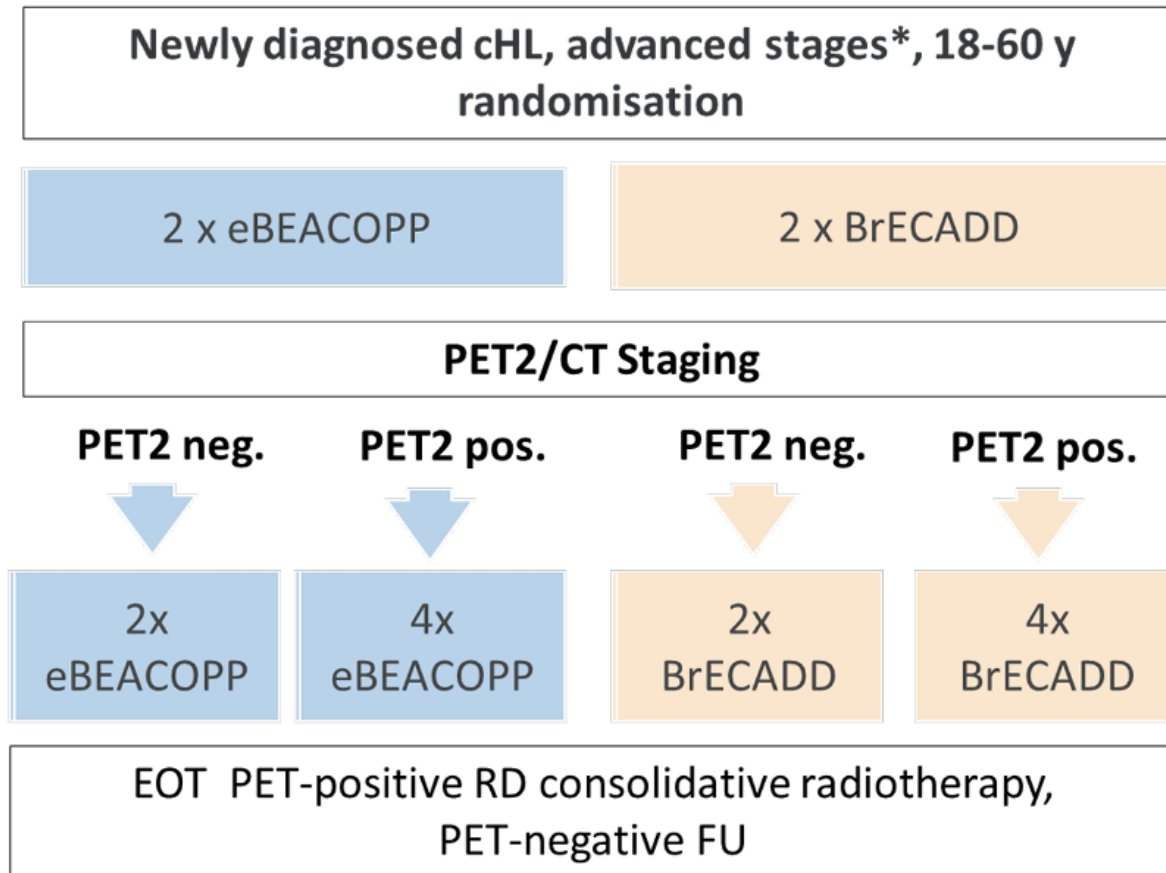 Newly diagnosed cHL, advanced stages*, 18-60 y
randomisation
2 x eBEACOPP
2 x BrECADD
PET2/CT Staging
PET2 neg.
PET2 pos.
PET2 neg.
PET2 pos.
2x
eBEACOPP
4x
eBEACOPP
2x
BrECADD
4x
BrECADD
EOT PET-positive RD consolidative radiotherapy,
PET-negative FU